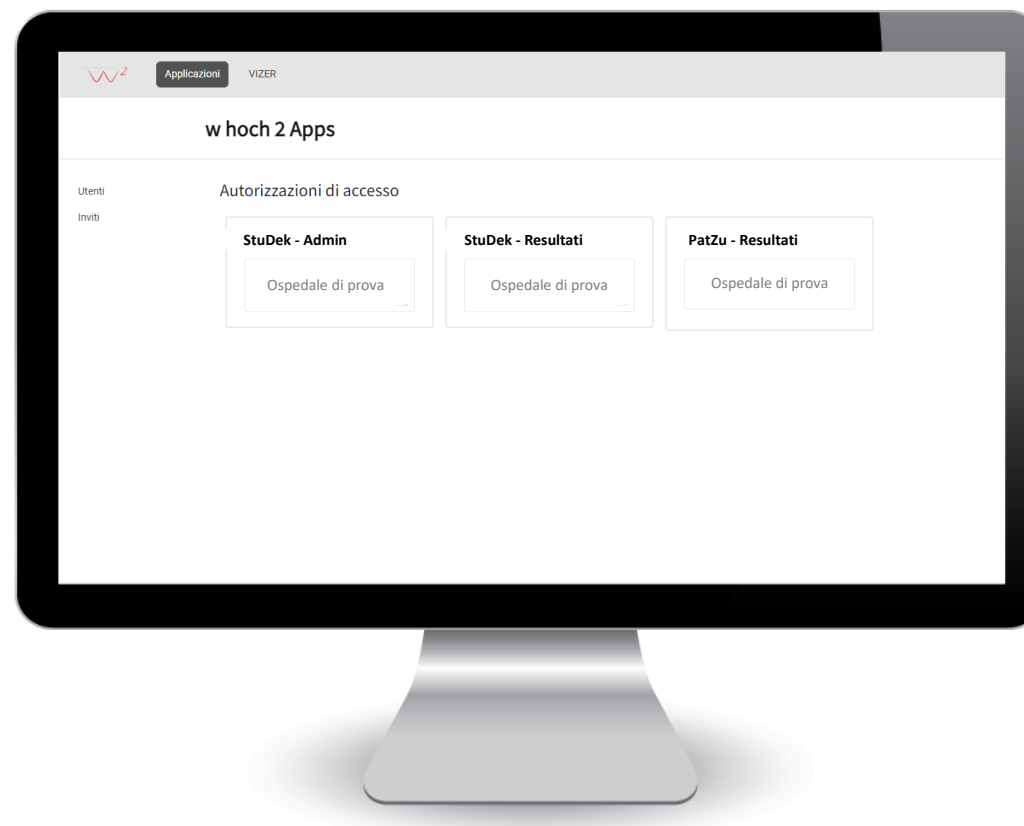 w 2 Applicazioni VIZER
w hoch 2 Apps
Utenti
Inviti
Autorizzazioni di accesso
StuDek - Admin
Ospedale di prova
StuDek - Resultati
Ospedale di prova
PatZu - Resultati
Ospedale di prova